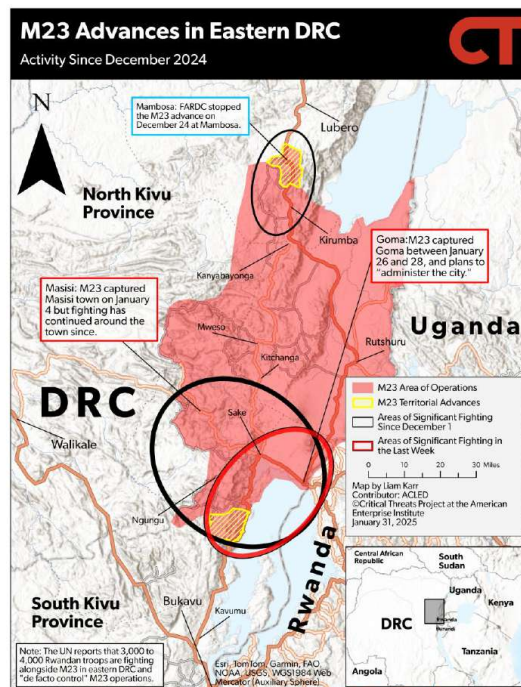 M23 Advances in Eastern DRC
Activity Since December 2024
CT
N
Mambosa: FARDC stopped
the M23 advance on
December 24 at Mambosa.
Lubero
North Kivu
Province
Kirumba
Goma: M23 captured
Goma between January
26 and 28, and plans to
"administer the city."
Kanyabayonga
Masisi: M23 captured
Masisi town on January
4 but fighting has
continued around the
town since.
Mweso
Kitchanga
Rutshuru
Uganda
DRC
Sake
Walikale
M23 Area of Operations
M23 Territorial Advances
Areas of Significant Fighting
Since December 1
Areas of Significant Fighting in
the Last Week
0 10 20 30 Miles
Map by Liam Karr
Contributor: ACLED
©Critical Threats Project at the American
Enterprise Institute
January 31, 2025
Ngungu
Rwanda
Bukavu
Kavumu
South Kivu
Province
Note: The UN reports that 3,000 to
4,000 Rwandan troops are fighting
alongside M23 in eastern DRC and
"de facto control" M23 operations.
Esri, TomTom, Garmin, FAO,
NOAA, USGS, WGS1984 Web
Mercator (Auxiliary Sphere)
Central African
Republic
South
Sudan
Uganda
Kenya
DRC
Rwanda
Burundi
Tanzania
Angola